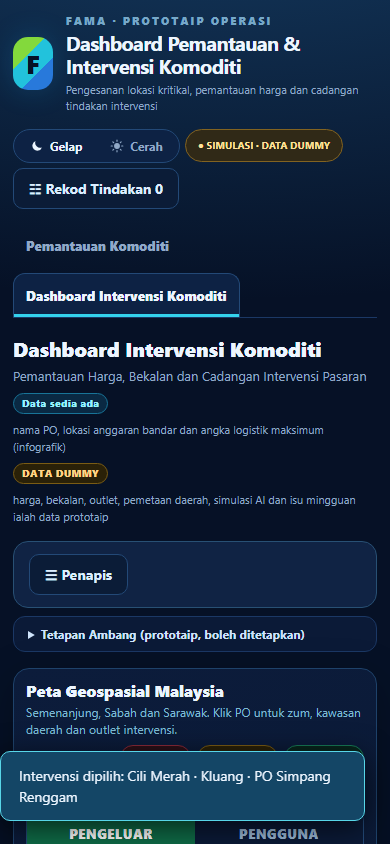 FAMA · PROTOTAIP OPERASI
F
Dashboard Pemantauan &
Intervensi Komoditi
Pengesanan lokasi kritikal, pemantauan harga dan cadangan
tindakan intervensi
Gelap
Cerah
● SIMULASI · DATA DUMMY
☷ Rekod Tindakan 0
Pemantauan Komoditi
Dashboard Intervensi Komoditi
Dashboard Intervensi Komoditi
Pemantauan Harga, Bekalan dan Cadangan Intervensi Pasaran
Data sedia ada
nama PO, lokasi anggaran bandar dan angka logistik maksimum
(infografik)
DATA DUMMY
harga, bekalan, outlet, pemetaan daerah, simulasi AI dan isu mingguan
ialah data prototaip
☰ Penapis
▶ Tetapan Ambang (prototaip, boleh ditetapkan)
Peta Geospasial Malaysia
Semenanjung, Sabah dan Sarawak. Klik PO untuk zum, kawasan
daerah dan outlet intervensi.
Intervensi dipilih: Cili Merah · Kluang · PO Simpang
Renggam
PENGELUAR
PENGGUNA